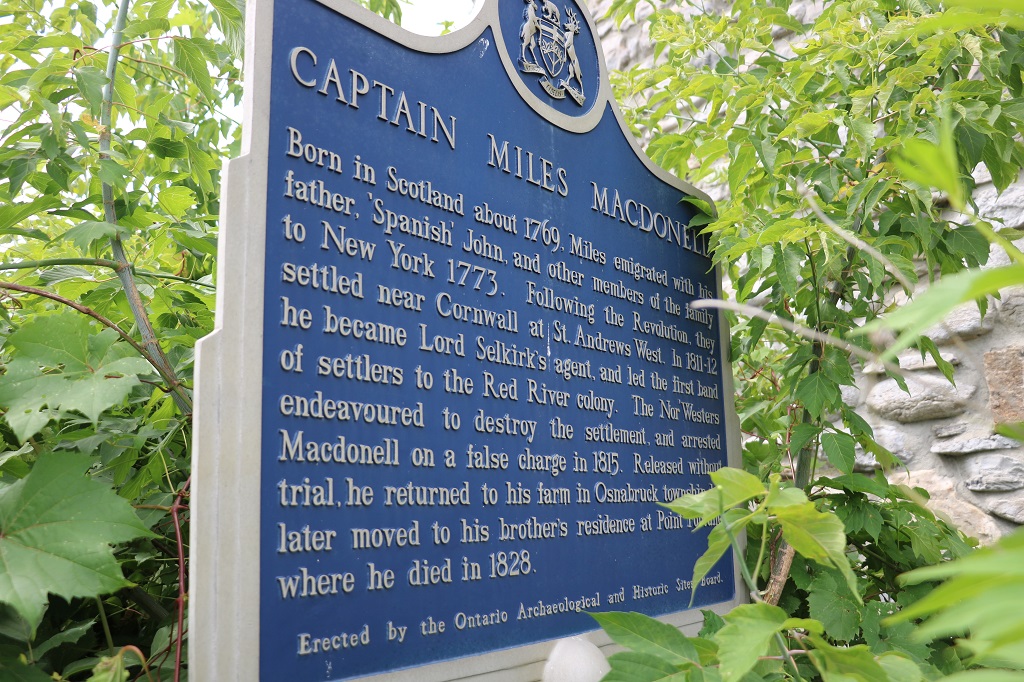 CAPTAIN MILES MACDONELL
Born in Scotland about 1769, Miles emigrated with his
father, 'Spanish' John, and other members of the family
to New York 1773. Following the Revolution, they
settled near Cornwall at St. Andrews West. In 1811-12
he became Lord Selkirk's agent, and led the first band
of settlers to the Red River colony. The Nor'Westers
endeavoured to destroy the settlement, and arrested
Macdonell on a false charge in 1815. Released without
trial, he returned to his farm in Osnabruck township
later moved to his brother's residence at Point Fortune
where he died in 1828.
Erected by the Ontario Archaeological and Historic Sites Board.